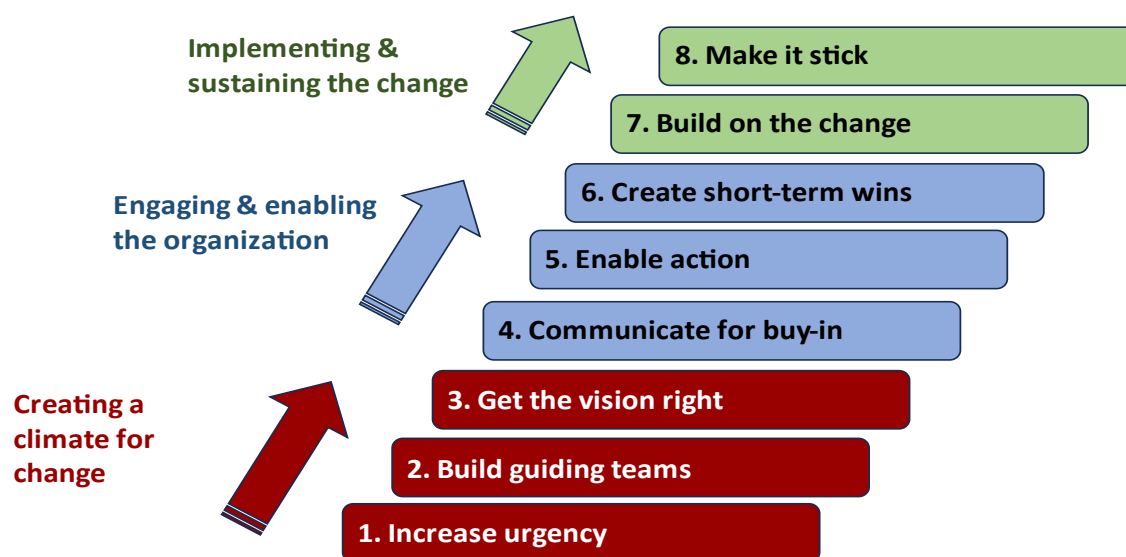 Implementing &
sustaining the change
8. Make it stick
7. Build on the change
Engaging & enabling
the organization
6. Create short-term wins
5. Enable action
4. Communicate for buy-in
Creating a
climate for
change
3. Get the vision right
2. Build guiding teams
1. Increase urgency